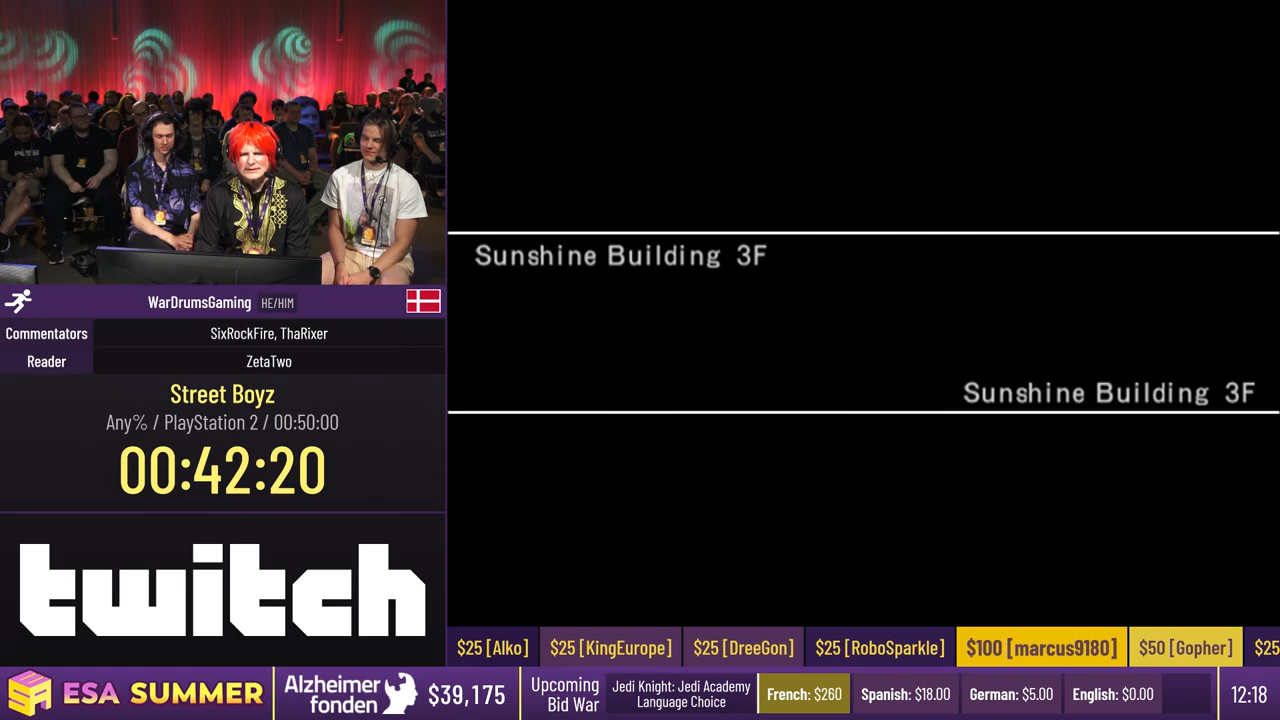 Sunshine Building 3F
Sunshine Building 3F
WarDrumsGaming HE/HIM
Commentators SixRockFire, ThaRixer
Reader ZetaTwo
Street Boyz
Any% / PlayStation 2 / 00:50:00
00:42:20
twitch
$25 [Alko] $25 [KingEurope] $25 [DreeGon] $25 [RoboSparkle] $100 [marcus9180] $50 [Gopher] $25
ESA SUMMER
Alzheimer
fonden
$39,175
Upcoming
Bid War
Jedi Knight: Jedi Academy
Language Choice
French: $260 Spanish: $18.00 German: $5.00 English: $0.00
12:18